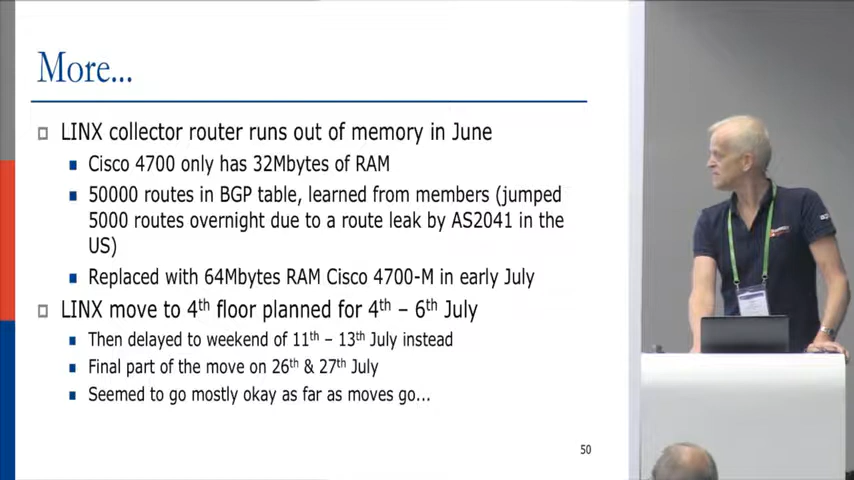 More...
LINX collector router runs out of memory in June
Cisco 4700 only has 32Mbytes of RAM
50000 routes in BGP table, learned from members (jumped
5000 routes overnight due to a route leak by AS2041 in the
US)
Replaced with 64Mbytes RAM Cisco 4700-M in early July
LINX move to 4th floor planned for 4th – 6th July
Then delayed to weekend of 11th – 13th July instead
Final part of the move on 26th & 27th July
Seemed to go mostly okay as far as moves go...
50